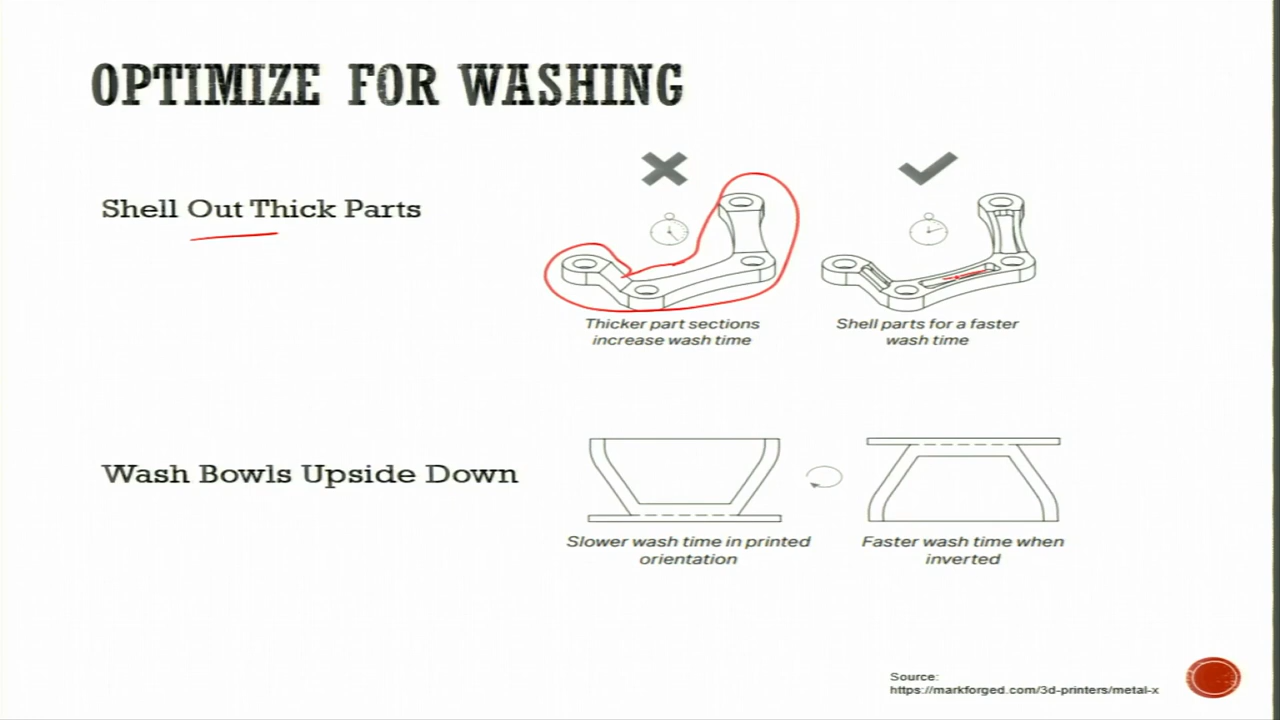 OPTIMIZE FOR WASHING
Shell Out Thick Parts
Thicker part sections
increase wash time
Shell parts for a faster
wash time
Wash Bowls Upside Down
Slower wash time in printed
orientation
Faster wash time when
inverted
Source:
https://markforged.com/3d-printers/metal-x